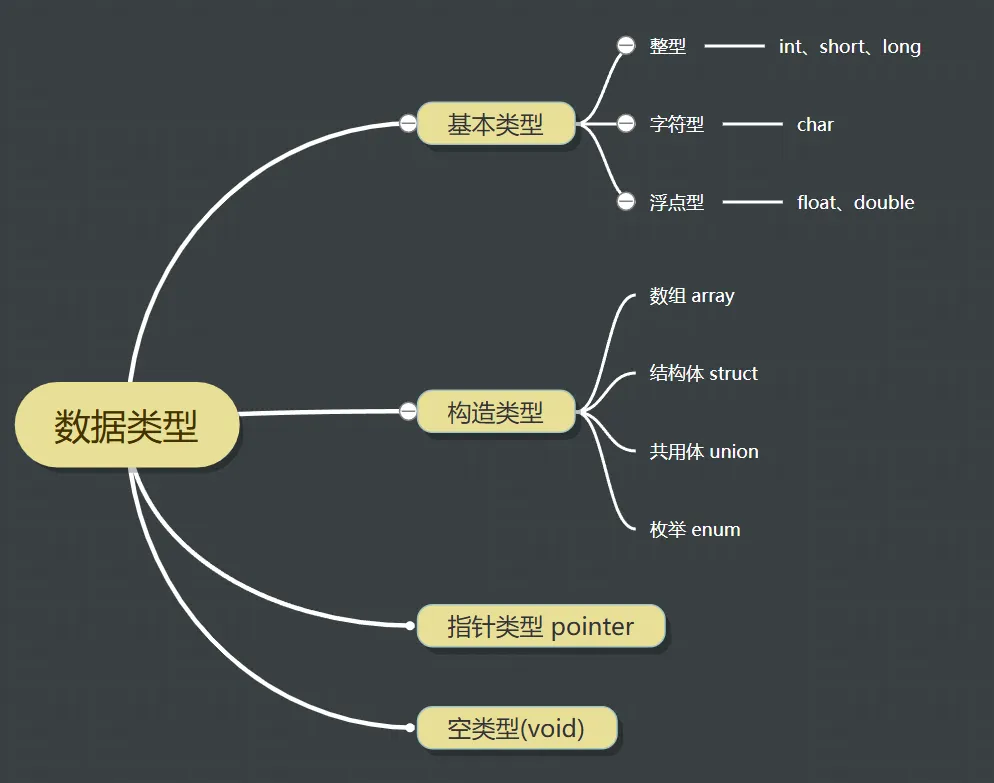 数据类型
基本类型
整型
int、short、long
字符型
char
浮点型
float、double
构造类型
数组 array
结构体 struct
共用体 union
枚举 enum
指针类型 pointer
空类型(void)